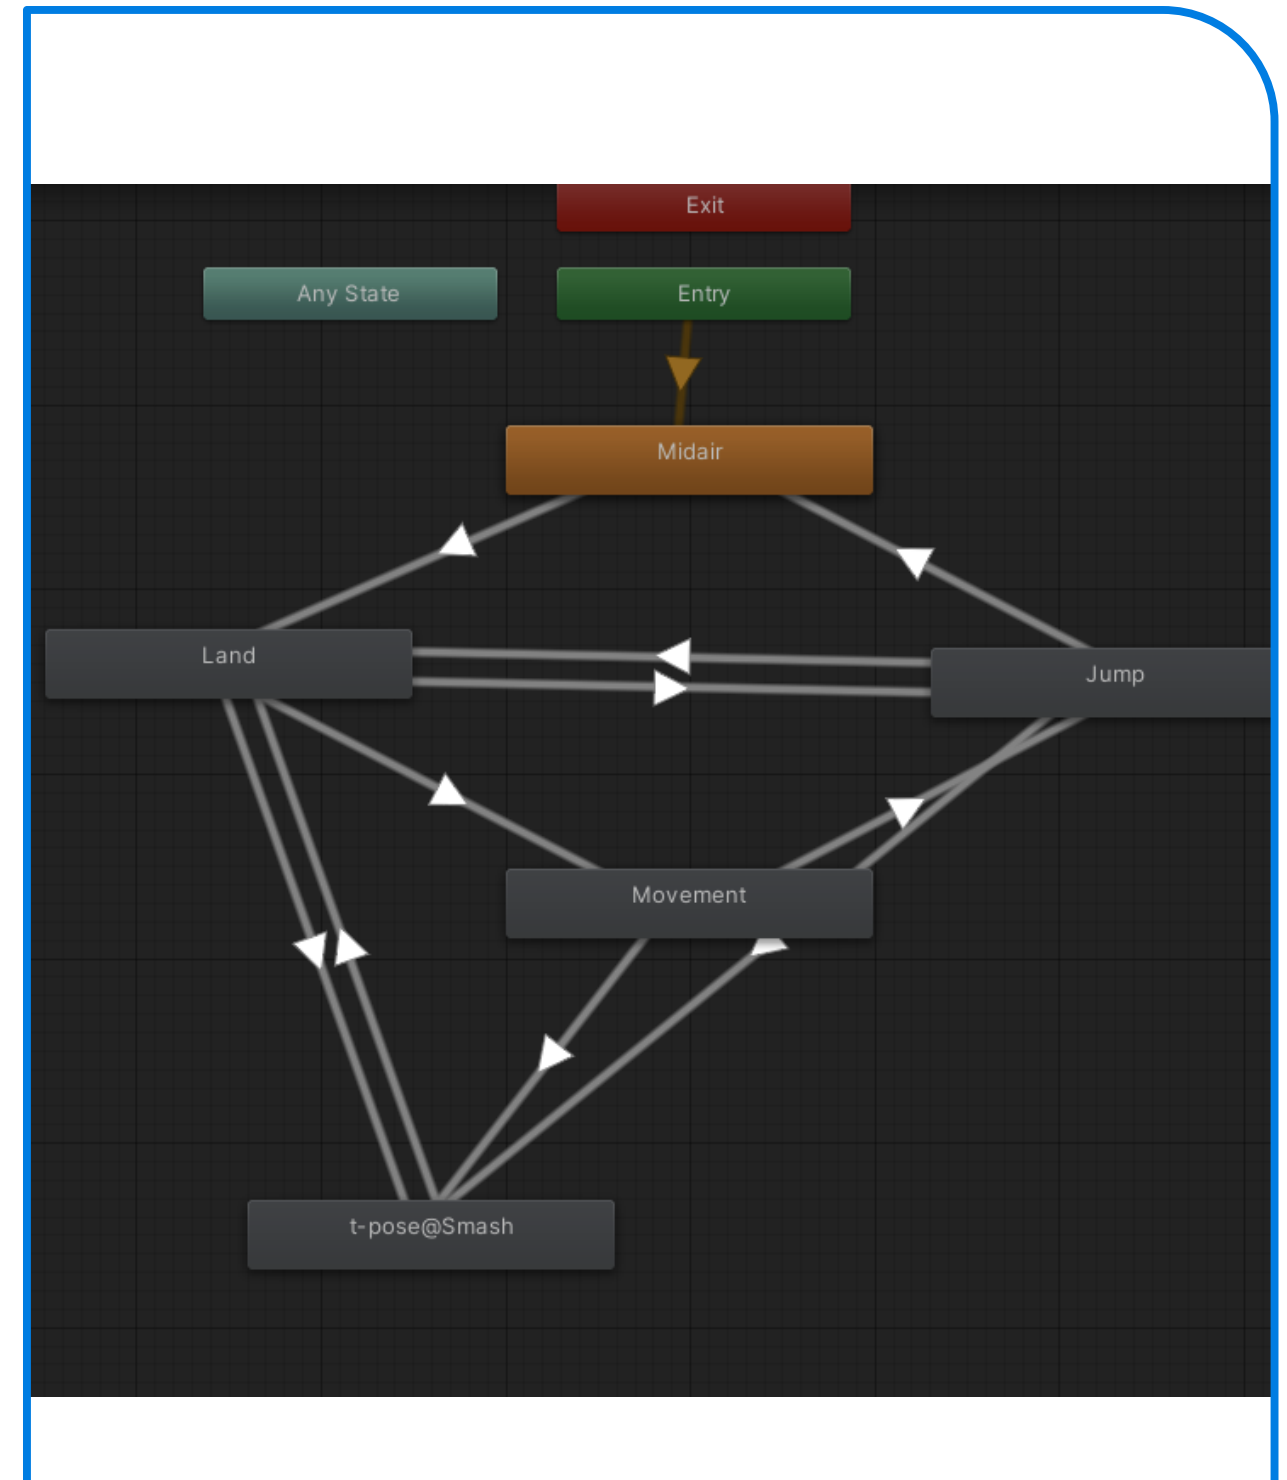 Exit
Any State
Entry
Midair
Land
Jump
Movement
t-pose@Smash